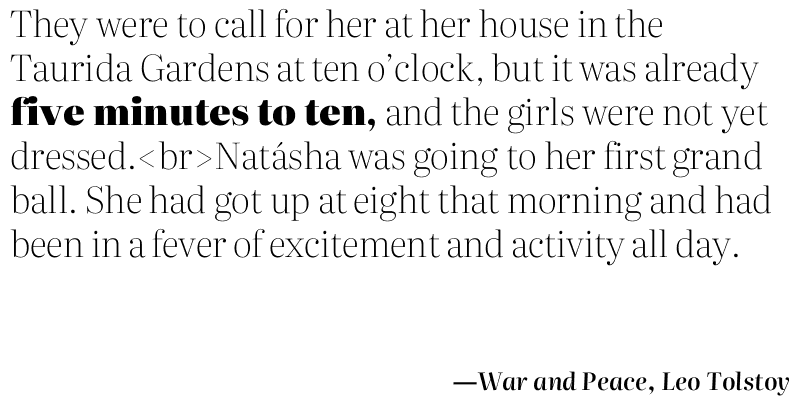 They were to call for her at her house in the
Taurida Gardens at ten o’clock, but it was already
five minutes to ten, and the girls were not yet
dressed.<br>Natásha was going to her first grand
ball. She had got up at eight that morning and had
been in a fever of excitement and activity all day.
—War and Peace, Leo Tolstoy